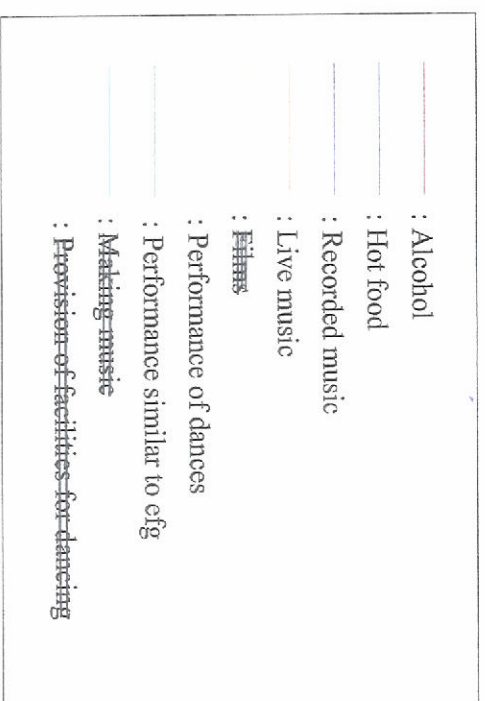 : Alcohol
: Hot food
: Recorded music
: Live music
: Films
: Performance of dances
: Performance similar to efg
: Making music
: Provision of facilities for dancing